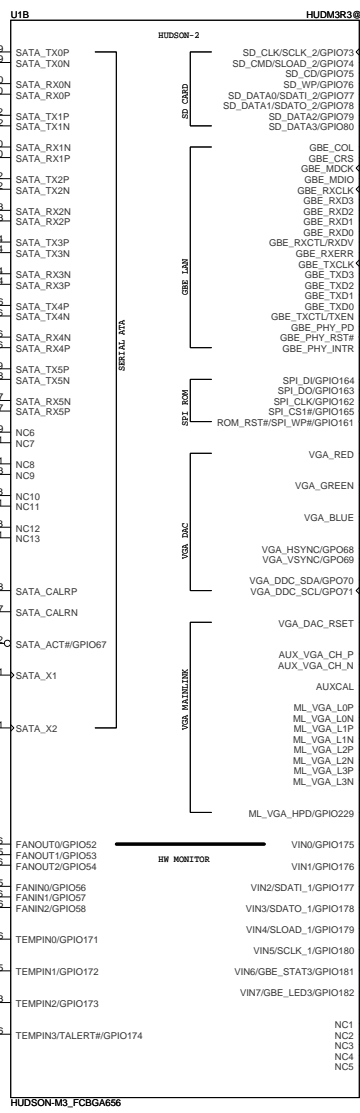 U1B HUDM3R3@
HUDSON-2
SATA_TX0P
SATA_TX0N
SATA_RX0N
SATA_RX0P
SATA_TX1P
SATA_TX1N
SATA_RX1N
SATA_RX1P
SATA_TX2P
SATA_TX2N
SATA_RX2N
SATA_RX2P
SATA_TX3P
SATA_TX3N
SATA_RX3N
SATA_RX3P
SATA_TX4P
SATA_TX4N
SATA_RX4N
SATA_RX4P
SATA_TX5P
SATA_TX5N
SATA_RX5N
SATA_RX5P
NC6
NC7
NC8
NC9
NC10
NC11
NC12
NC13
SATA_CALRP
SATA_CALRN
SATA_ACT#/GPIO67
SATA_X1
SATA_X2
SERIAL ATA
FANOUT0/GPIO52
FANOUT1/GPIO53
FANOUT2/GPIO54
FANIN0/GPIO56
FANIN1/GPIO57
FANIN2/GPIO58
TEMPIN0/GPIO171
TEMPIN1/GPIO172
TEMPIN2/GPIO173
TEMPIN3/TALERT#/GPIO174
SD CARD
SD_CLK/SCLK_2/GPIO73
SD_CMD/SLOAD_2/GPIO74
SD_CD/GPIO75
SD_WP/GPIO76
SD_DATA0/SDATI_2/GPIO77
SD_DATA1/SDATO_2/GPIO78
SD_DATA2/GPIO79
SD_DATA3/GPIO80
GBE LAN
GBE_COL
GBE_CRS
GBE_MDCK
GBE_MDIO
GBE_RXCLK
GBE_RXD3
GBE_RXD2
GBE_RXD1
GBE_RXD0
GBE_RXCTL/RXDV
GBE_RXERR
GBE_TXCLK
GBE_TXD3
GBE_TXD2
GBE_TXD1
GBE_TXD0
GBE_TXCTL/TXEN
GBE_PHY_PD
GBE_PHY_RST#
GBE_PHY_INTR
SPI ROM
SPI_DI/GPIO164
SPI_DO/GPIO163
SPI_CLK/GPIO162
SPI_CS1#/GPIO165
ROM_RST#/SPI_WP#/GPIO161
VGA DAC
VGA_RED
VGA_GREEN
VGA_BLUE
VGA_HSYNC/GPO68
VGA_VSYNC/GPO69
VGA_DDC_SDA/GPO70
VGA_DDC_SCL/GPO71
VGA MAINLINK
VGA_DAC_RSET
AUX_VGA_CH_P
AUX_VGA_CH_N
AUXCAL
ML_VGA_L0P
ML_VGA_L0N
ML_VGA_L1P
ML_VGA_L1N
ML_VGA_L2P
ML_VGA_L2N
ML_VGA_L3P
ML_VGA_L3N
ML_VGA_HPD/GPIO229
HW MONITOR
VIN0/GPIO175
VIN1/GPIO176
VIN2/SDATI_1/GPIO177
VIN3/SDATO_1/GPIO178
VIN4/SLOAD_1/GPIO179
VIN5/SCLK_1/GPIO180
VIN6/GBE_STAT3/GPIO181
VIN7/GBE_LED3/GPIO182
NC1
NC2
NC3
NC4
NC5
HUDSON-M3_FCBGA656